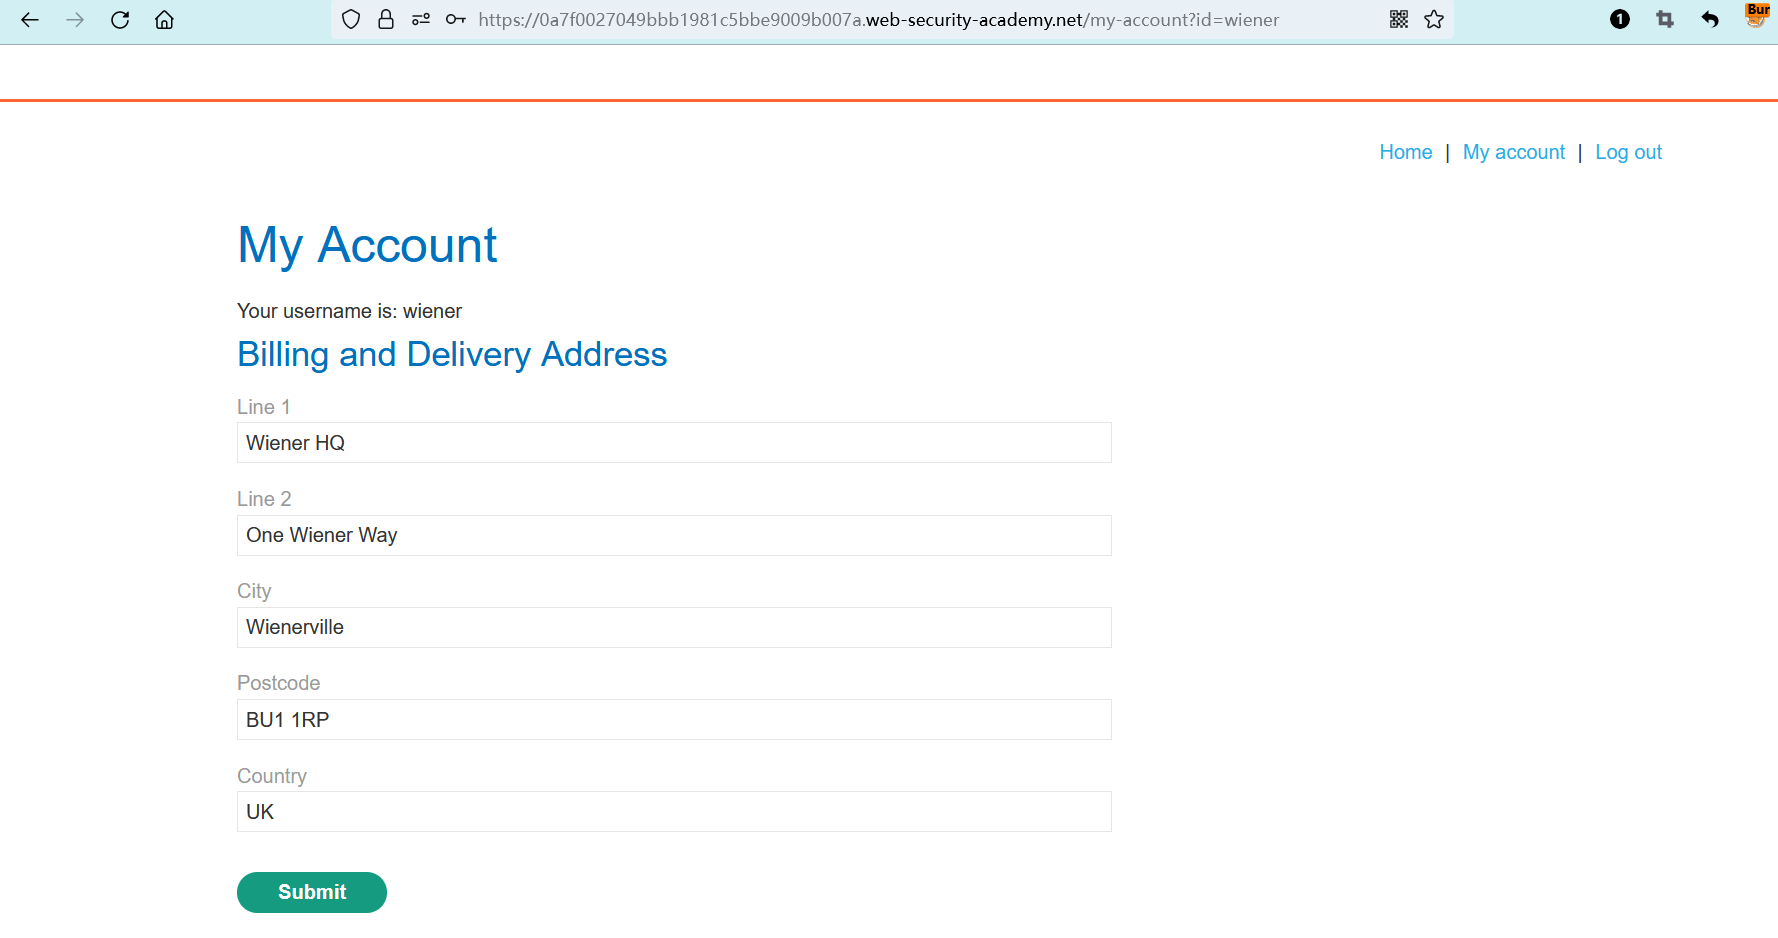 https://0a7f0027049bbb1981c5bbe9009b007a.web-security-academy.net/my-account?id=wiener
1
Bur
Home | My account | Log out
My Account
Your username is: wiener
Billing and Delivery Address
Line 1
Wiener HQ
Line 2
One Wiener Way
City
Wienerville
Postcode
BU1 1RP
Country
UK
Submit